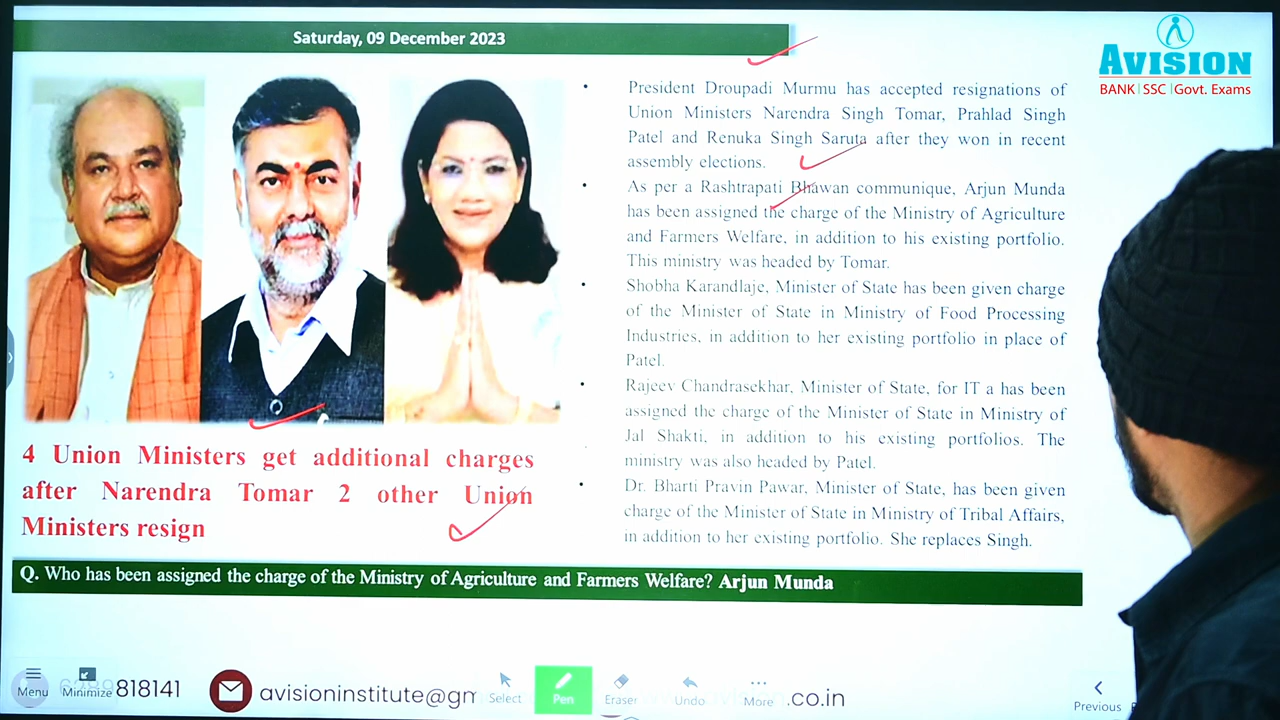 Saturday, 09 December 2023
AVISION
BANK | SSC | Govt. Exams
President Droupadi Murmu has accepted resignations of
Union Ministers Narendra Singh Tomar, Prahlad Singh
Patel and Renuka Singh Saruta after they won in recent
assembly elections.
As per a Rashtrapati Bhawan communique, Arjun Munda
has been assigned the charge of the Ministry of Agriculture
and Farmers Welfare, in addition to his existing portfolio.
This ministry was headed by Tomar.
Shobha Karandlaje, Minister of State has been given charge
of the Minister of State in Ministry of Food Processing
Industries, in addition to her existing portfolio in place of
Patel.
Rajeev Chandrasekhar, Minister of State, for IT a has been
assigned the charge of the Minister of State in Ministry of
Jal Shakti, in addition to his existing portfolios. The
ministry was also headed by Patel.
Dr. Bharti Pravin Pawar, Minister of State, has been given
charge of the Minister of State in Ministry of Tribal Affairs,
in addition to her existing portfolio. She replaces Singh.
4 Union Ministers get additional charges
after Narendra Tomar 2 other Union
Ministers resign
Q. Who has been assigned the charge of the Ministry of Agriculture and Farmers Welfare? Arjun Munda
Menu Minimize 818141 avisioninstitute@gm Select Pen Eraser Undo More .co.in Previous